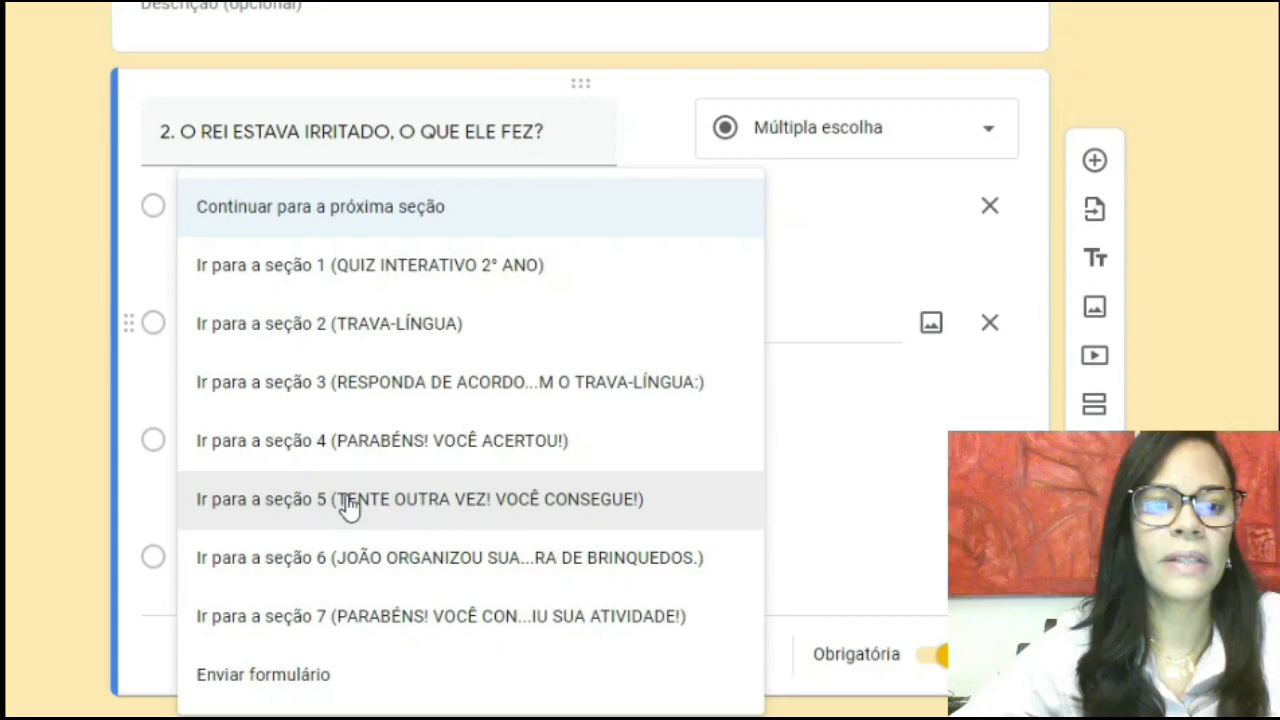 Descrição (opcional)
2. O REI ESTAVA IRRITADO, O QUE ELE FEZ?
Múltipla escolha
Continuar para a próxima seção
Ir para a seção 1 (QUIZ INTERATIVO 2° ANO)
Ir para a seção 2 (TRAVA-LÍNGUA)
Ir para a seção 3 (RESPONDA DE ACORDO...M O TRAVA-LÍNGUA:)
Ir para a seção 4 (PARABÉNS! VOCÊ ACERTOU!)
Ir para a seção 5 (TENTE OUTRA VEZ! VOCÊ CONSEGUE!)
Ir para a seção 6 (JOÃO ORGANIZOU SUA...RA DE BRINQUEDOS.)
Ir para a seção 7 (PARABÉNS! VOCÊ CON...IU SUA ATIVIDADE!)
Enviar formulário
Obrigatória